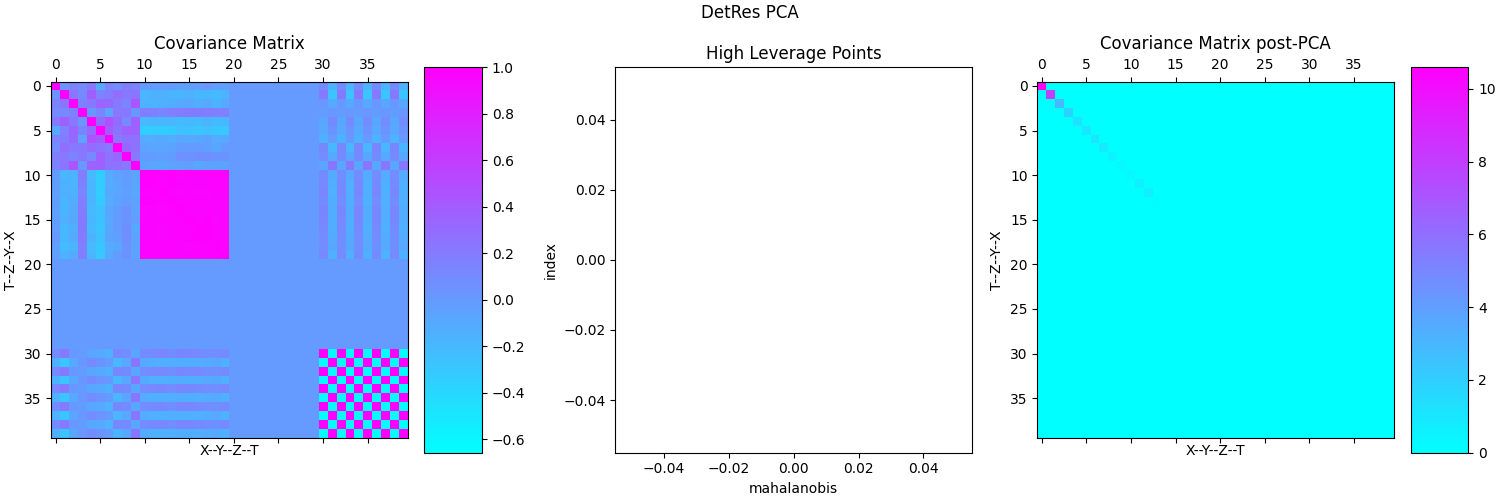 DetRes PCA
Covariance Matrix
0 5 10 15 20 25 30 35
0
5
10
15
20
25
30
35
T--Z--Y--X
X--Y--Z--T
1.0
0.8
0.6
0.4
0.2
0.0
−0.2
−0.4
−0.6
High Leverage Points
index
0.04
0.02
0.00
−0.02
−0.04
−0.04 −0.02 0.00 0.02 0.04
mahalanobis
Covariance Matrix post-PCA
0 5 10 15 20 25 30 35
0
5
10
15
20
25
30
35
T--Z--Y--X
X--Y--Z--T
10
8
6
4
2
0